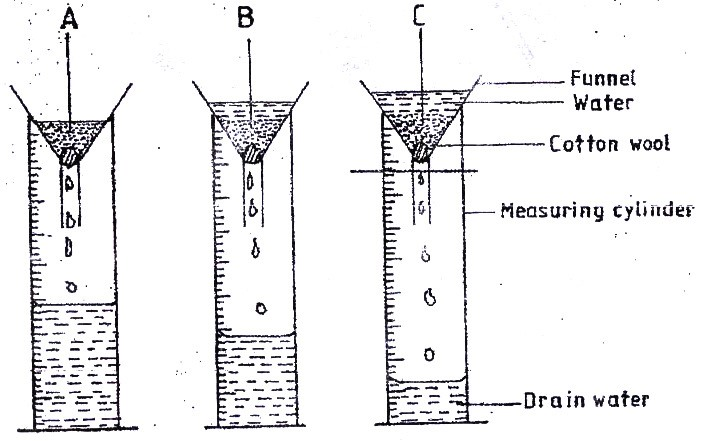 A
B
C
Funnel
Water
Cotton wool
Measuring cylinder
Drain water